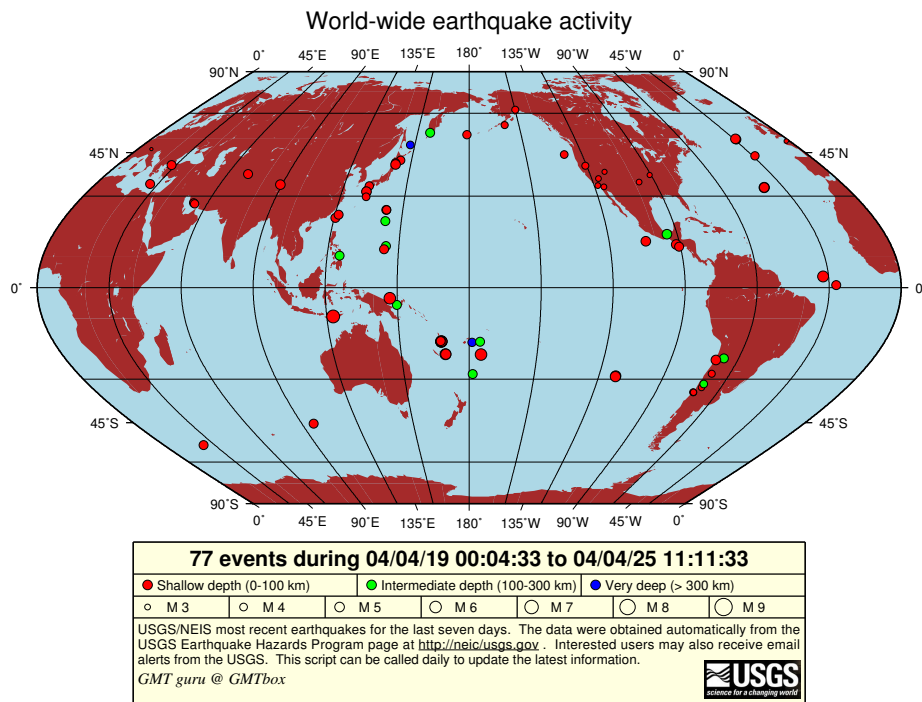 World-wide earthquake activity
0˚ 45˚E 90˚E 135˚E 180˚ 135˚W 90˚W 45˚W 0˚
90˚N 90˚N
45˚N 45˚N
0˚ 0˚
45˚S 45˚S
90˚S 90˚S
0˚ 45˚E 90˚E 135˚E 180˚ 135˚W 90˚W 45˚W 0˚
77 events during 04/04/19 00:04:33 to 04/04/25 11:11:33
Shallow depth (0-100 km) Intermediate depth (100-300 km) Very deep (> 300 km)
M 3 M 4 M 5 M 6 M 7 M 8 M 9
USGS/NEIS most recent earthquakes for the last seven days. The data were obtained automatically from the
USGS Earthquake Hazards Program page at http://neic/usgs.gov . Interested users may also receive email
alerts from the USGS. This script can be called daily to update the latest information.
GMT guru @ GMTbox
USGS
science for a changing world